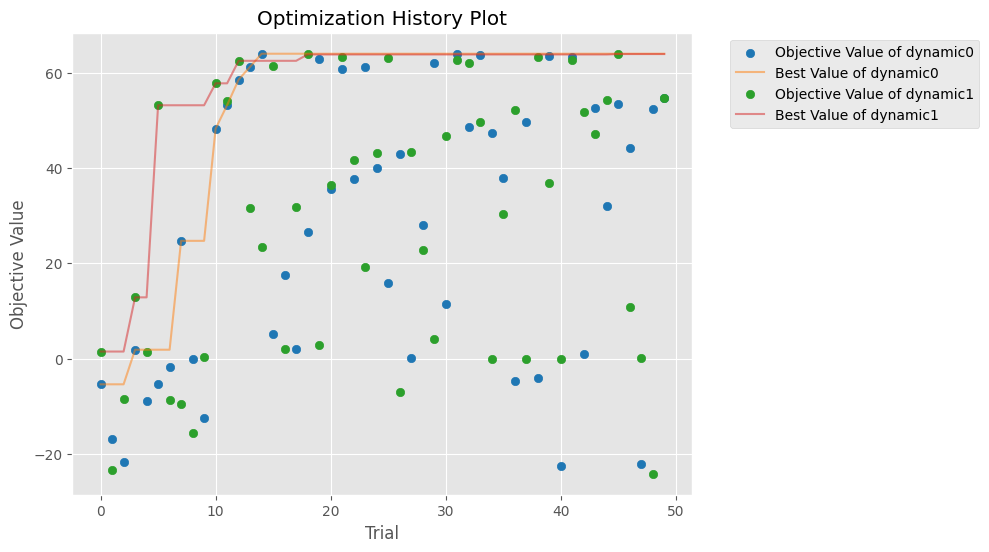 Optimization History Plot
Objective Value
60
40
20
0
−20
0 10 20 30 40 50
Trial
Objective Value of dynamic0
Best Value of dynamic0
Objective Value of dynamic1
Best Value of dynamic1